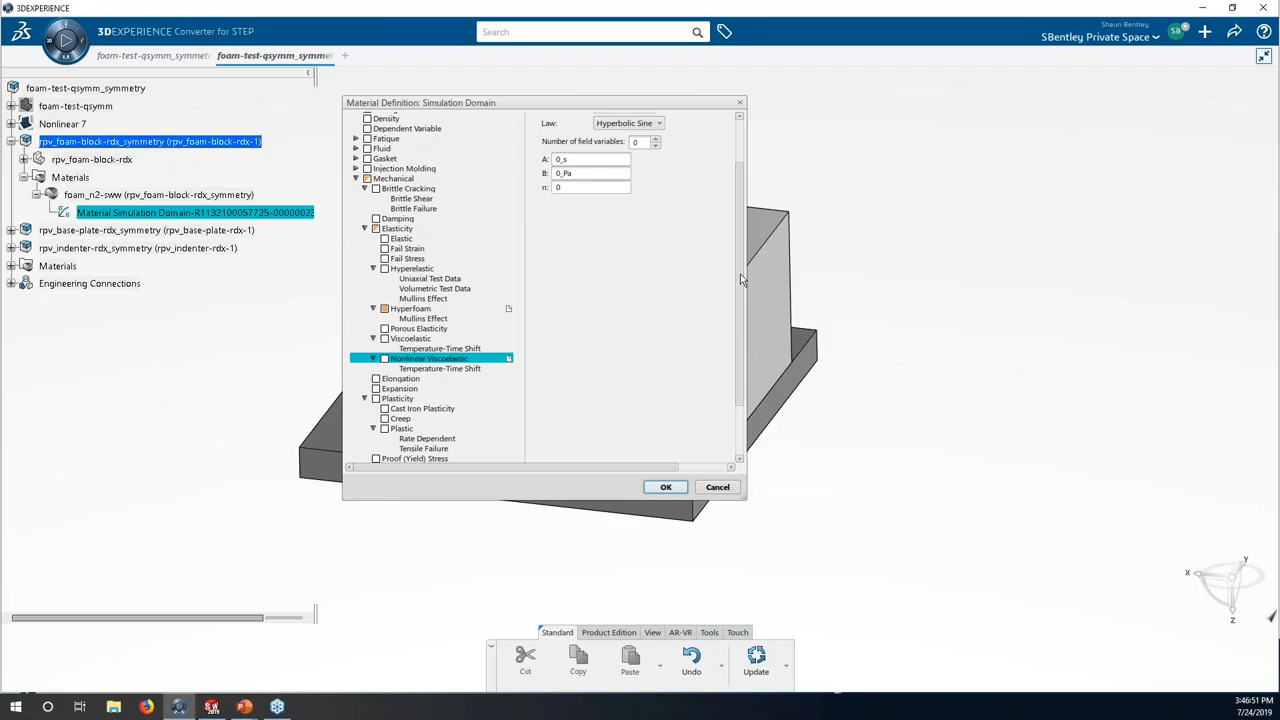 3DEXPERIENCE
3DEXPERIENCE Converter for STEP
Search
Shaun Bentley
SBentley Private Space
SB
foam-test-qsymm_symmet
foam-test-qsymm_symme
foam-test-qsymm_symmetry
foam-test-qsymm
Nonlinear 7
rpv_foam-block-rdx_symmetry (rpv_foam-block-rdx-1)
rpv_foam-block-rdx
Materials
foam_n2-sww (rpv_foam-block-rdx_symmetry)
Material Simulation Domain-R1132100057725-00000023
rpv_base-plate-rdx_symmetry (rpv_base-plate-rdx-1)
rpv_indenter-rdx_symmetry (rpv_indenter-rdx-1)
Materials
Engineering Connections
Material Definition: Simulation Domain
Density
Dependent Variable
Fatigue
Fluid
Gasket
Injection Molding
Mechanical
Brittle Cracking
Brittle Shear
Brittle Failure
Damping
Elasticity
Elastic
Fail Strain
Fail Stress
Hyperelastic
Uniaxial Test Data
Volumetric Test Data
Mullins Effect
Hyperfoam
Mullins Effect
Porous Elasticity
Viscoelastic
Temperature-Time Shift
Nonlinear Viscoelastic
Temperature-Time Shift
Elongation
Expansion
Plasticity
Cast Iron Plasticity
Creep
Plastic
Rate Dependent
Tensile Failure
Proof (Yield) Stress
Law: Hyperbolic Sine
Number of field variables: 0
A: 0_s
B: 0_Pa
n: 0
OK
Cancel
X
Y
Z
Standard
Product Edition
View
AR-VR
Tools
Touch
Cut
Copy
Paste
Undo
Update
3:46:51 PM
7/24/2019